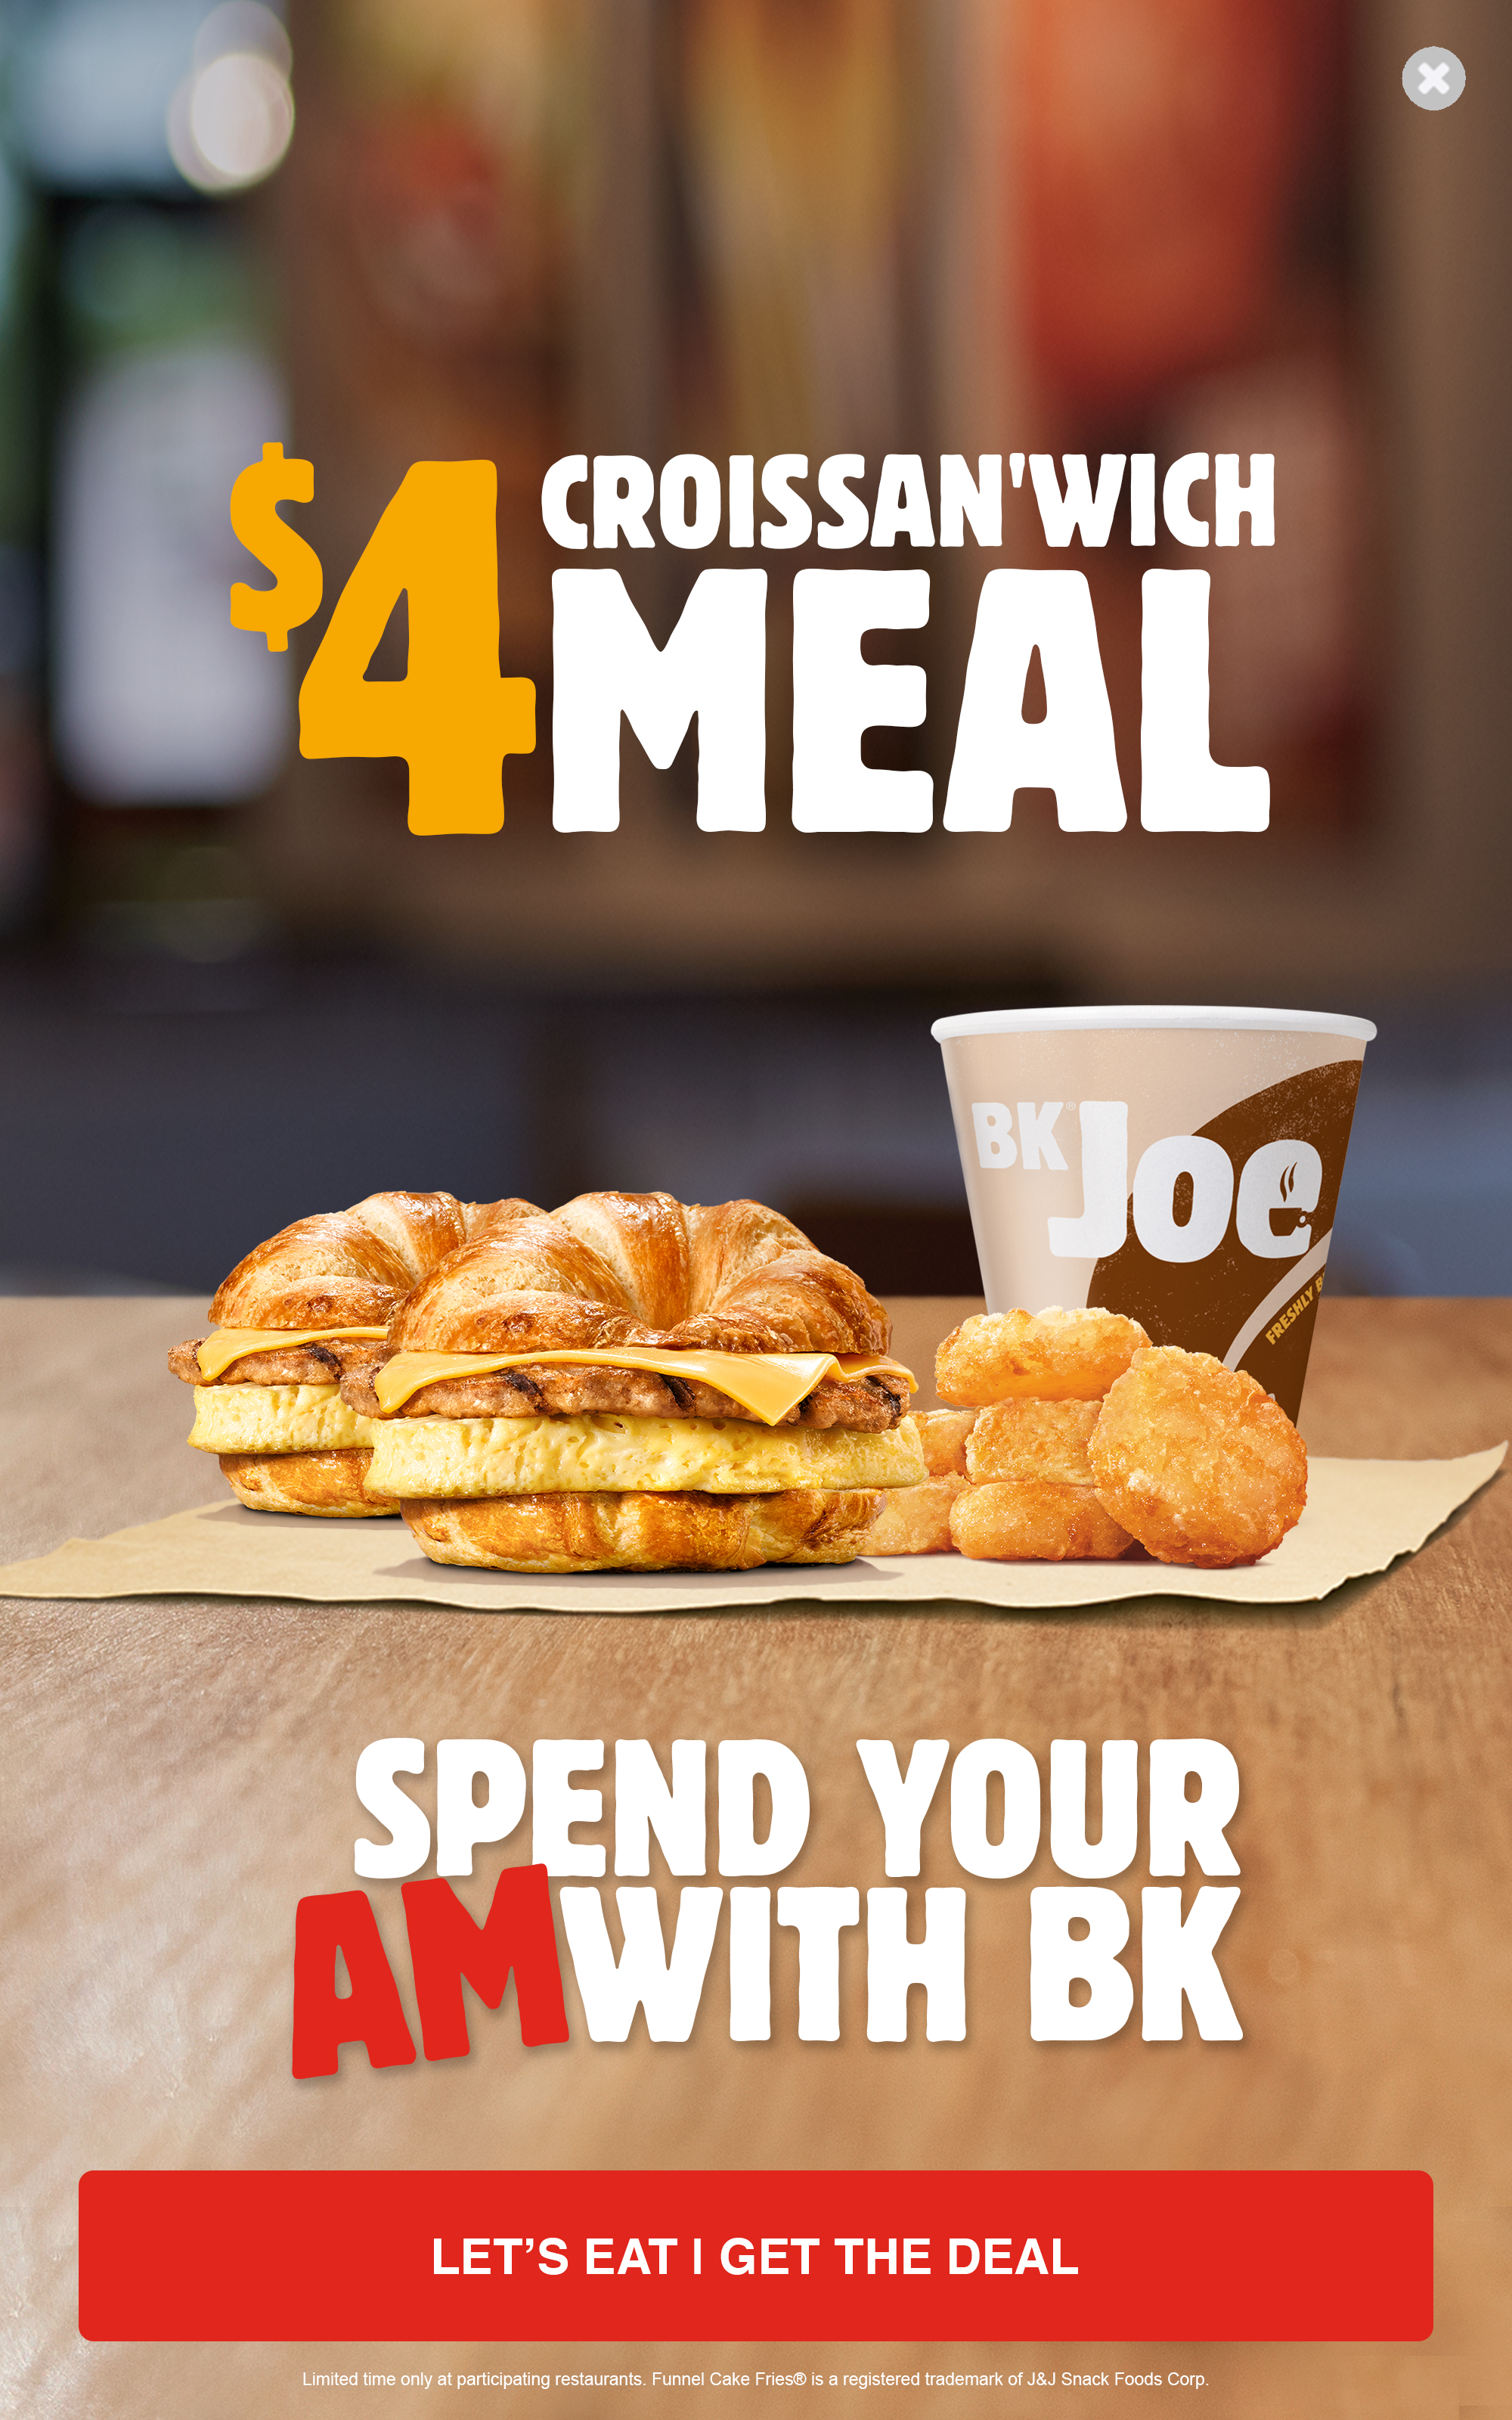 $4 CROISSAN'WICH
MEAL
BK® Joe
FRESHLY
SPEND YOUR
AM WITH BK
LET’S EAT | GET THE DEAL
Limited time only at participating restaurants. Funnel Cake Fries® is a registered trademark of J&J Snack Foods Corp.